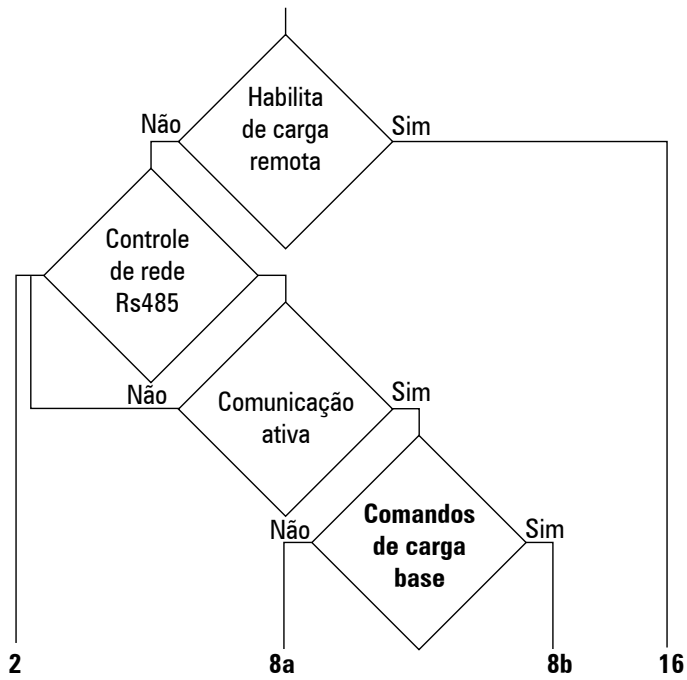 Habilita
de carga
remota
Não
Sim
Controle
de rede
Rs485
Não
Sim
Comunicação
ativa
Não
Sim
Comandos
de carga
base
2
8a
8b
16